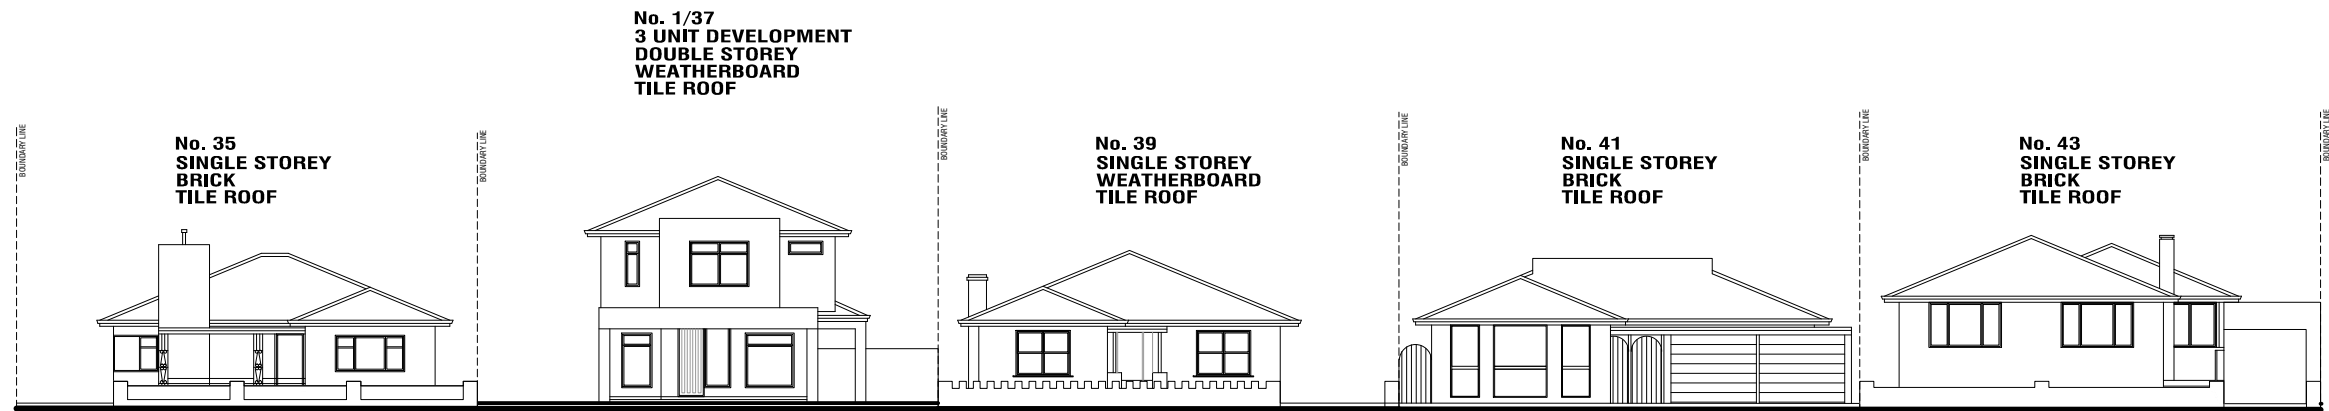 No. 1/37
3 UNIT DEVELOPMENT
DOUBLE STOREY
WEATHERBOARD
TILE ROOF
No. 35
SINGLE STOREY
BRICK
TILE ROOF
No. 39
SINGLE STOREY
WEATHERBOARD
TILE ROOF
No. 41
SINGLE STOREY
BRICK
TILE ROOF
No. 43
SINGLE STOREY
BRICK
TILE ROOF
BOUNDARY LINE
BOUNDARY LINE
BOUNDARY LINE
BOUNDARY LINE
BOUNDARY LINE
BOUNDARY LINE